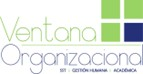 Ventana
Organizacional
SST | GESTIÓN HUMANA | ACADÉMICA